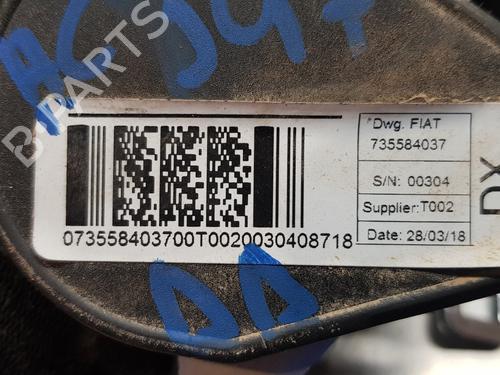 B-PARTS
*Dwg. FIAT
735584037
S/N: 00304
Supplier:T002
Date: 28/03/18
DX
073558403700T0020030408718